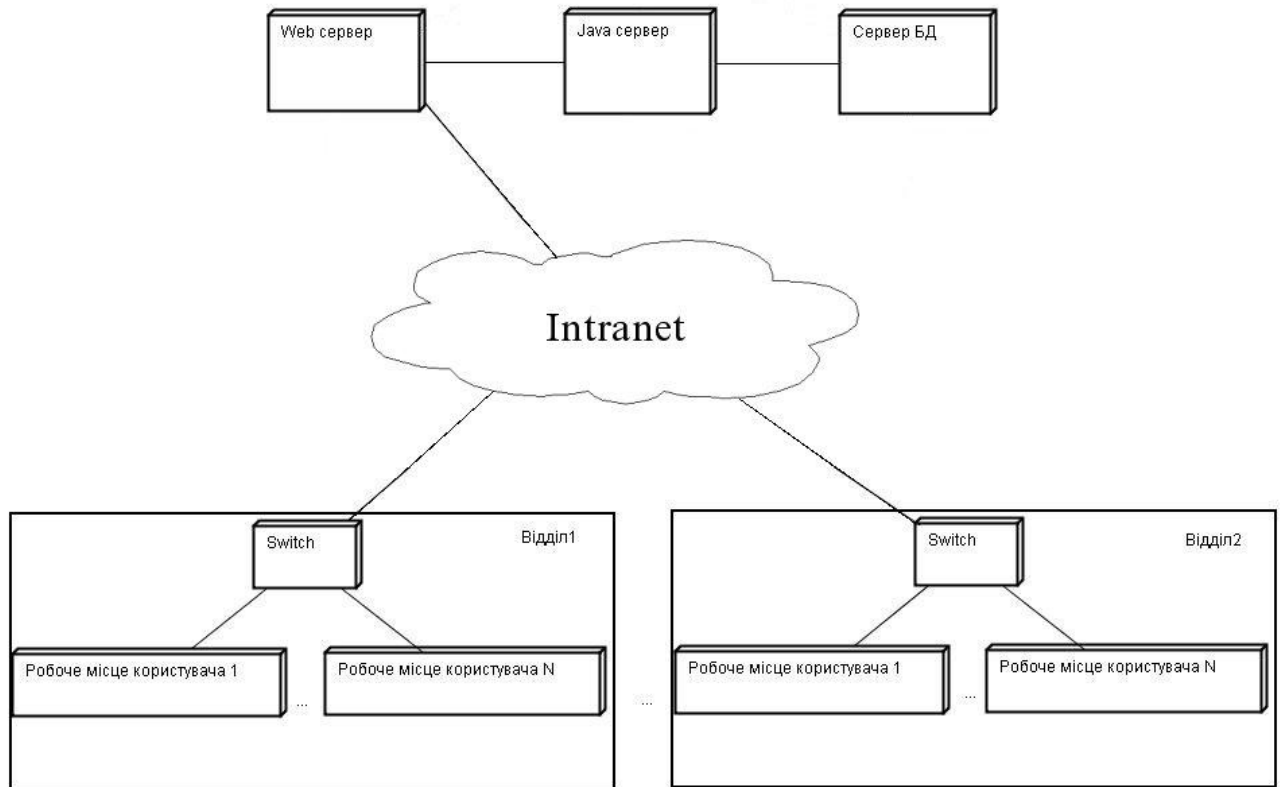 Web сервер
Java сервер
Сервер БД
Intranet
Switch
Відділ1
Робоче місце користувача 1
...
Робоче місце користувача N
...
Switch
Відділ2
Робоче місце користувача 1
...
Робоче місце користувача N